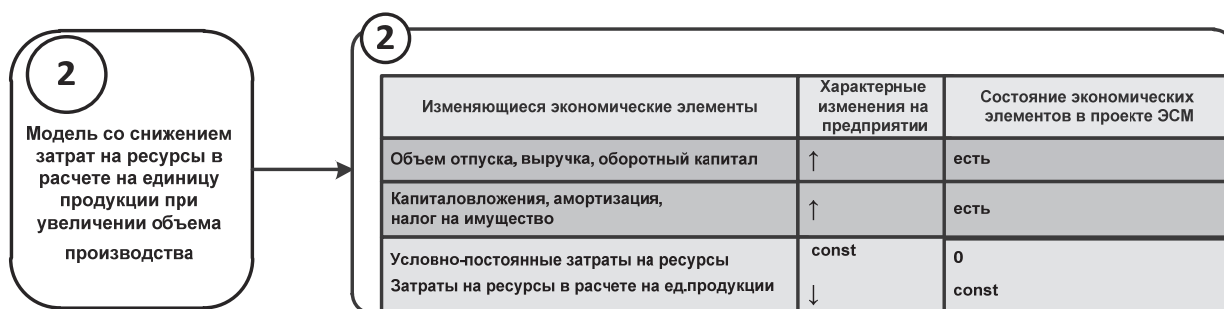 2
Модель со снижением
затрат на ресурсы в
расчете на единицу
продукции при
увеличении объема
производства
2
Изменяющиеся экономические элементы
Характерные
изменения на
предприятии
Состояние экономических
элементов в проекте ЭСМ
Объем отпуска, выручка, оборотный капитал
↑
есть
Капиталовложения, амортизация,
налог на имущество
↑
есть
Условно-постоянные затраты на ресурсы
const
0
Затраты на ресурсы в расчете на ед.продукции
↓
const